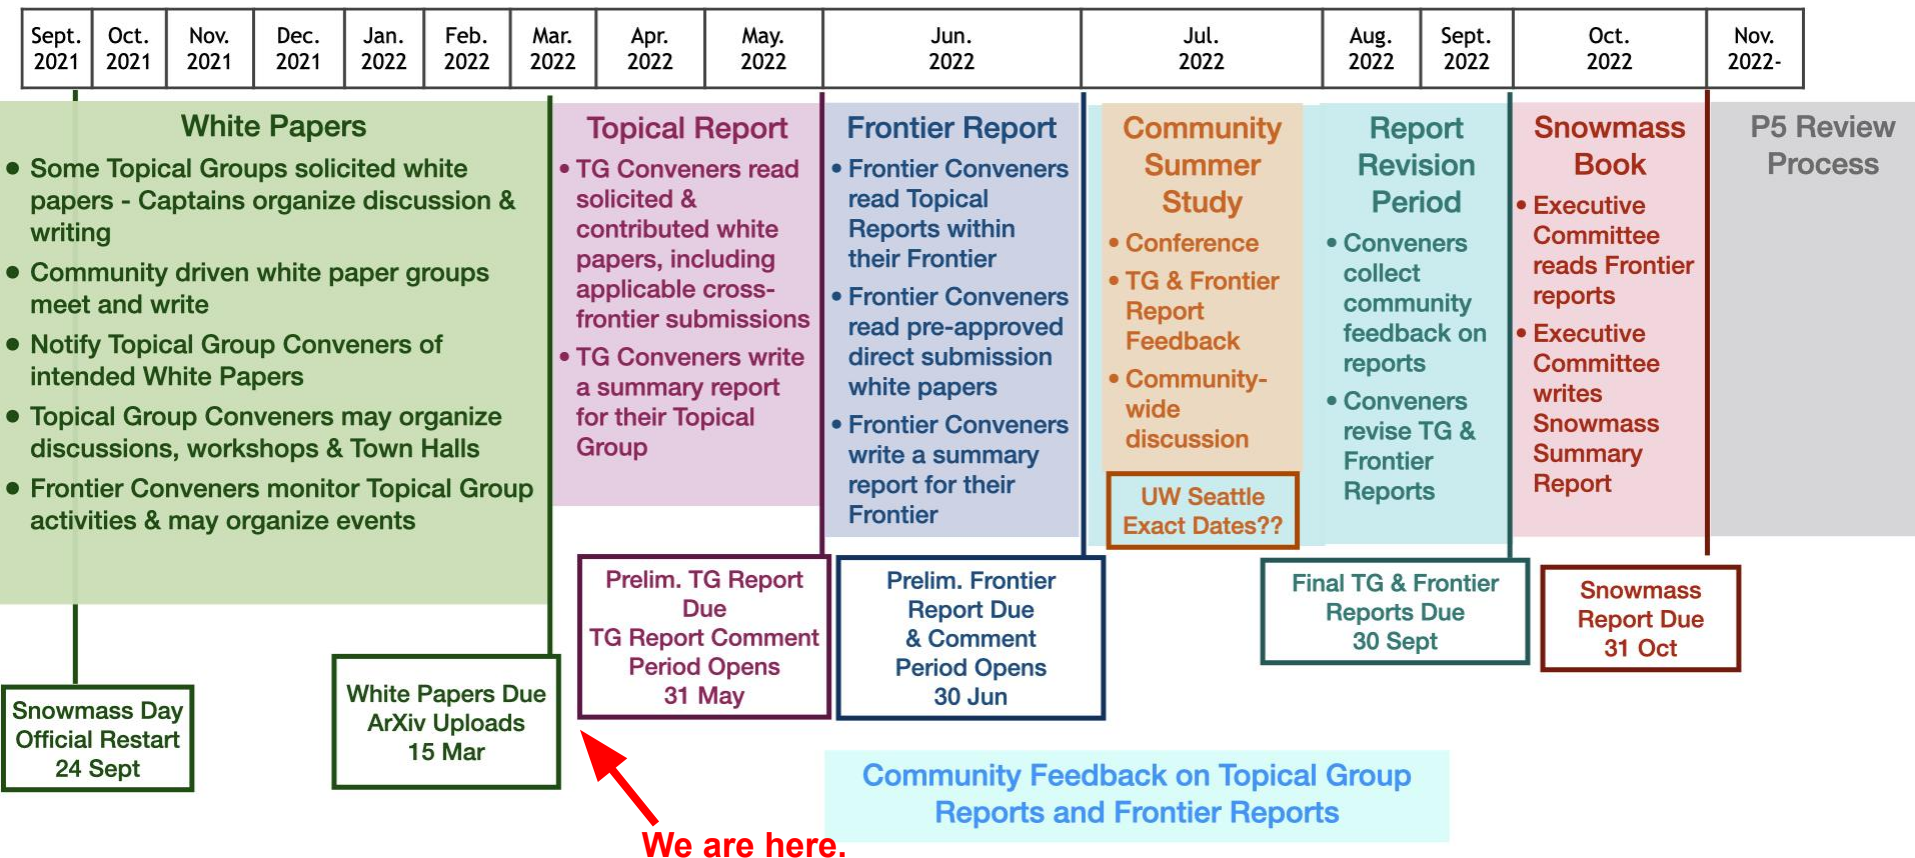 Sept.
2021
Oct.
2021
Nov.
2021
Dec.
2021
Jan.
2022
Feb.
2022
Mar.
2022
Apr.
2022
May.
2022
Jun.
2022
Jul.
2022
Aug.
2022
Sept.
2022
Oct.
2022
Nov.
2022-
White Papers
• Some Topical Groups solicited white
papers - Captains organize discussion &
writing
• Community driven white paper groups
meet and write
• Notify Topical Group Conveners of
intended White Papers
• Topical Group Conveners may organize
discussions, workshops & Town Halls
• Frontier Conveners monitor Topical Group
activities & may organize events
Topical Report
• TG Conveners read
solicited &
contributed white
papers, including
applicable cross-
frontier submissions
• TG Conveners write
a summary report
for their Topical
Group
Frontier Report
• Frontier Conveners
read Topical
Reports within
their Frontier
• Frontier Conveners
read pre-approved
direct submission
white papers
• Frontier Conveners
write a summary
report for their
Frontier
Community
Summer
Study
• Conference
• TG & Frontier
Report
Feedback
• Community-
wide
discussion
UW Seattle
Exact Dates??
Report
Revision
Period
• Conveners
collect
community
feedback on
reports
• Conveners
revise TG &
Frontier
Reports
Snowmass
Book
• Executive
Committee
reads Frontier
reports
• Executive
Committee
writes
Snowmass
Summary
Report
P5 Review
Process
Snowmass Day
Official Restart
24 Sept
White Papers Due
ArXiv Uploads
15 Mar
Prelim. TG Report
Due
TG Report Comment
Period Opens
31 May
Prelim. Frontier
Report Due
& Comment
Period Opens
30 Jun
Final TG & Frontier
Reports Due
30 Sept
Snowmass
Report Due
31 Oct
Community Feedback on Topical Group
Reports and Frontier Reports
We are here.